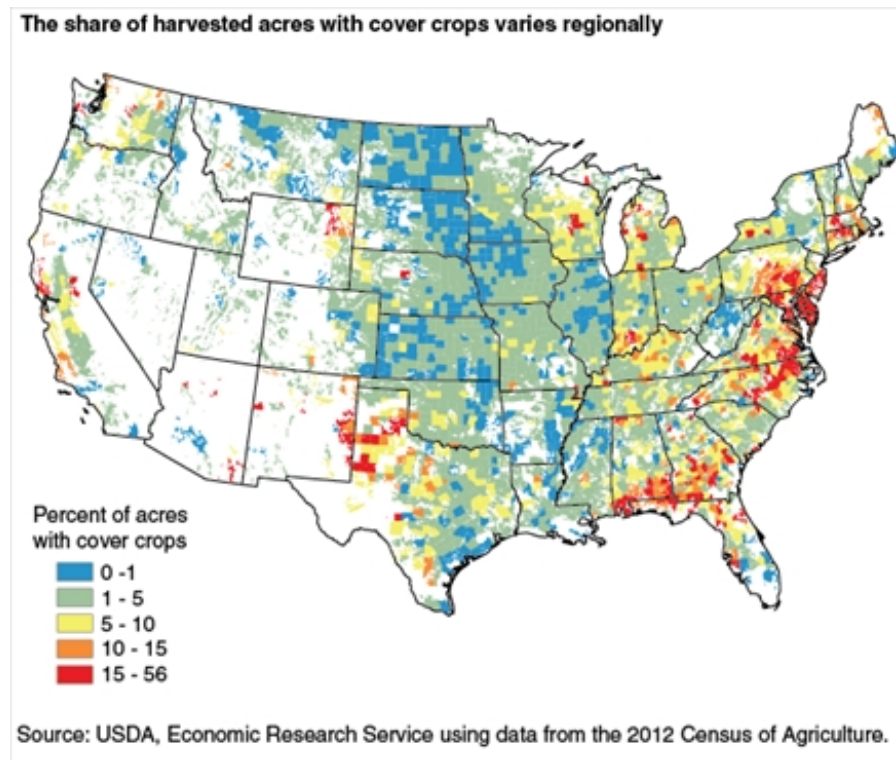 The share of harvested acres with cover crops varies regionally
Percent of acres
with cover crops
0 -1
1 - 5
5 - 10
10 - 15
15 - 56
Source: USDA, Economic Research Service using data from the 2012 Census of Agriculture.